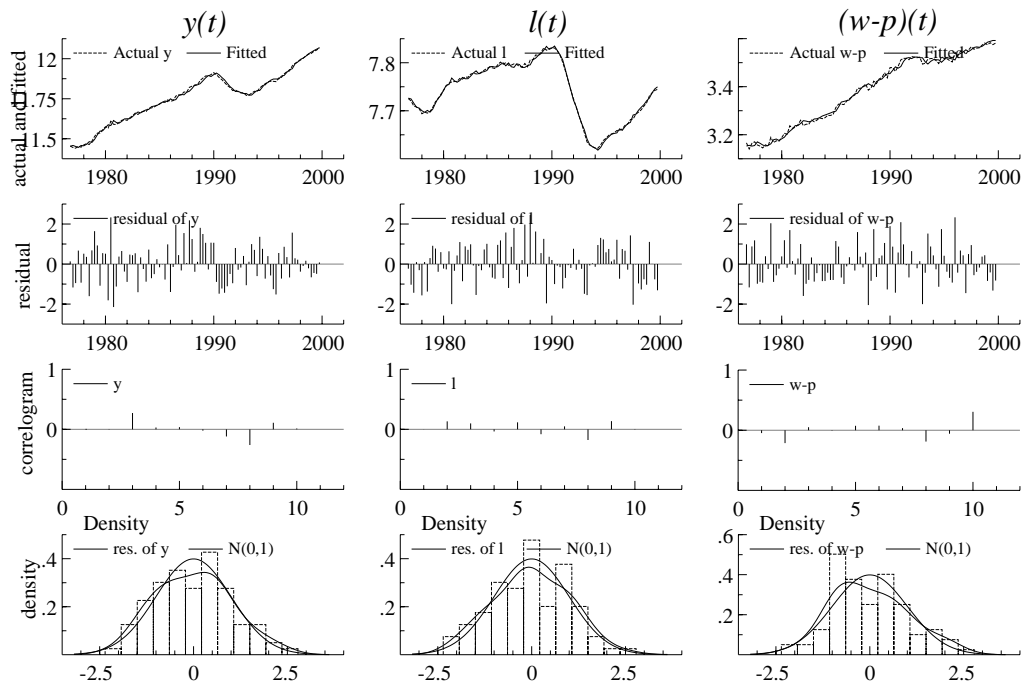 y(t) l(t) (w-p)(t)
actual and fitted
12 Actual y Fitted
11.75
11.5
1980 1990 2000
7.8 Actual l Fitted
7.7
1980 1990 2000
Actual w-p Fitted
3.4
3.2
1980 1990 2000
residual
2 residual of y
0
-2
1980 1990 2000
2 residual of l
0
-2
1980 1990 2000
2 residual of w-p
0
-2
1980 1990 2000
correlogram
1
y
0
0 5 10
1
l
0
0 5 10
1
w-p
0
0 5 10
density
Density
.4 res. of y N(0,1)
.2
-2.5 0 2.5
Density
.4 res. of l N(0,1)
.2
-2.5 0 2.5
Density
.6
res. of w-p N(0,1)
.4
.2
-2.5 0 2.5